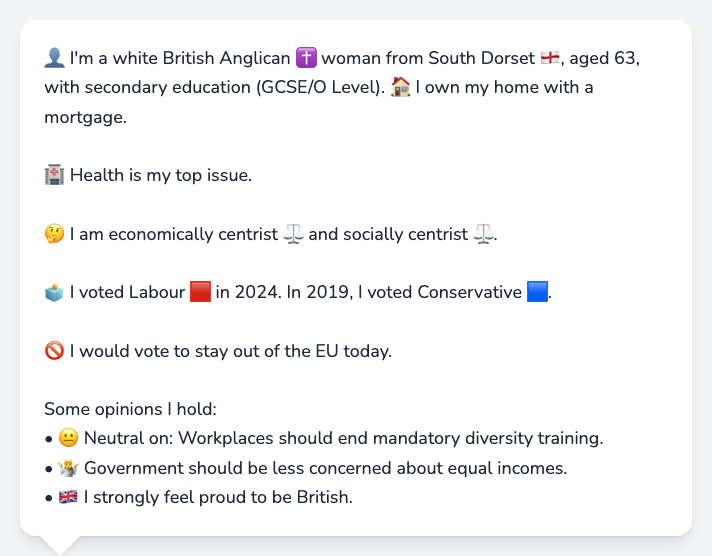 👤 I'm a white British Anglican ✝️ woman from South Dorset 🏴󠁧󠁢󠁥󠁮󠁧󠁿, aged 63,
with secondary education (GCSE/O Level). 🏠 I own my home with a
mortgage.
🏥 Health is my top issue.
🤔 I am economically centrist ⚖️ and socially centrist ⚖️.
🗳️ I voted Labour 🟥 in 2024. In 2019, I voted Conservative 🟦.
🚫 I would vote to stay out of the EU today.
Some opinions I hold:
• 😐 Neutral on: Workplaces should end mandatory diversity training.
• 🤷‍♀️ Government should be less concerned about equal incomes.
• 🇬🇧 I strongly feel proud to be British.